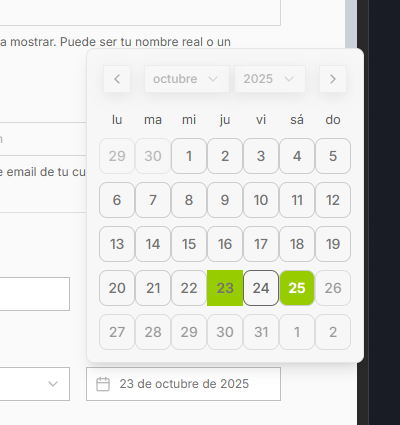 a mostrar. Puede ser tu nombre real o un
octubre 2025
lu ma mi ju vi sá do
29 30 1 2 3 4 5
n
6 7 8 9 10 11 12
e email de tu cu
13 14 15 16 17 18 19
20 21 22 23 24 25 26
27 28 29 30 31 1 2
23 de octubre de 2025